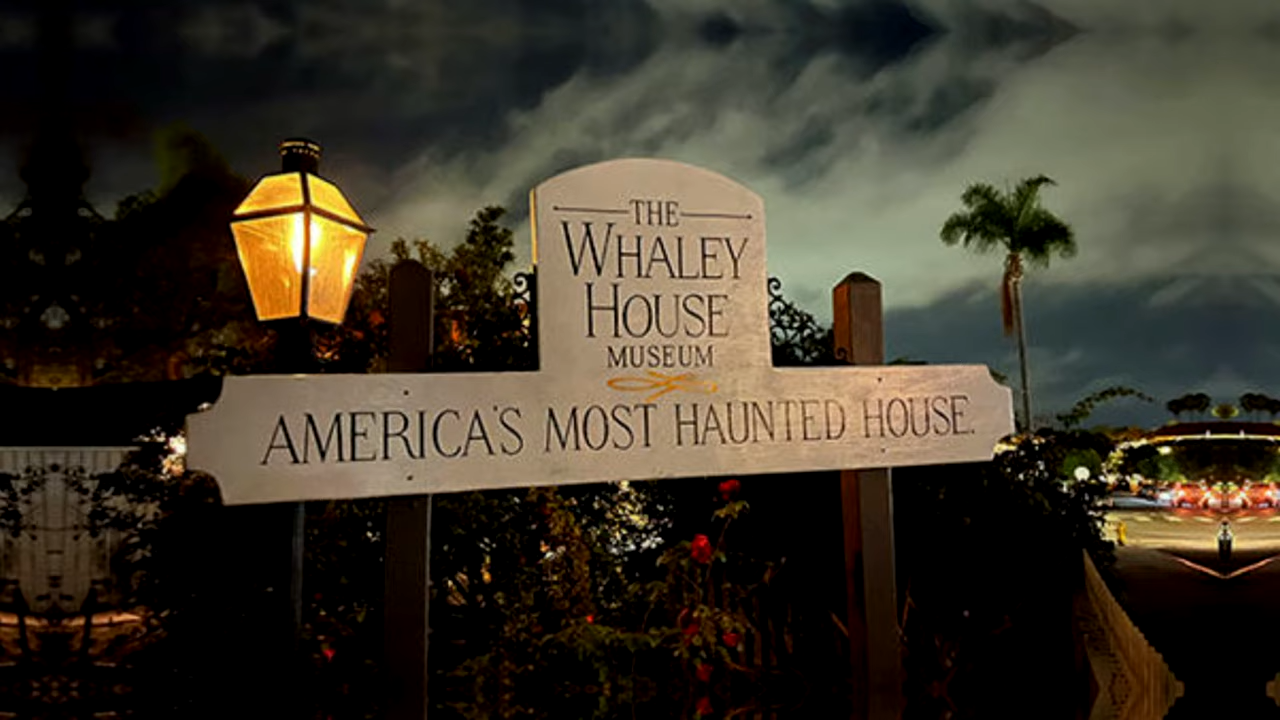 THE
WHALEY
HOUSE
MUSEUM
AMERICA'S MOST HAUNTED HOUSE.